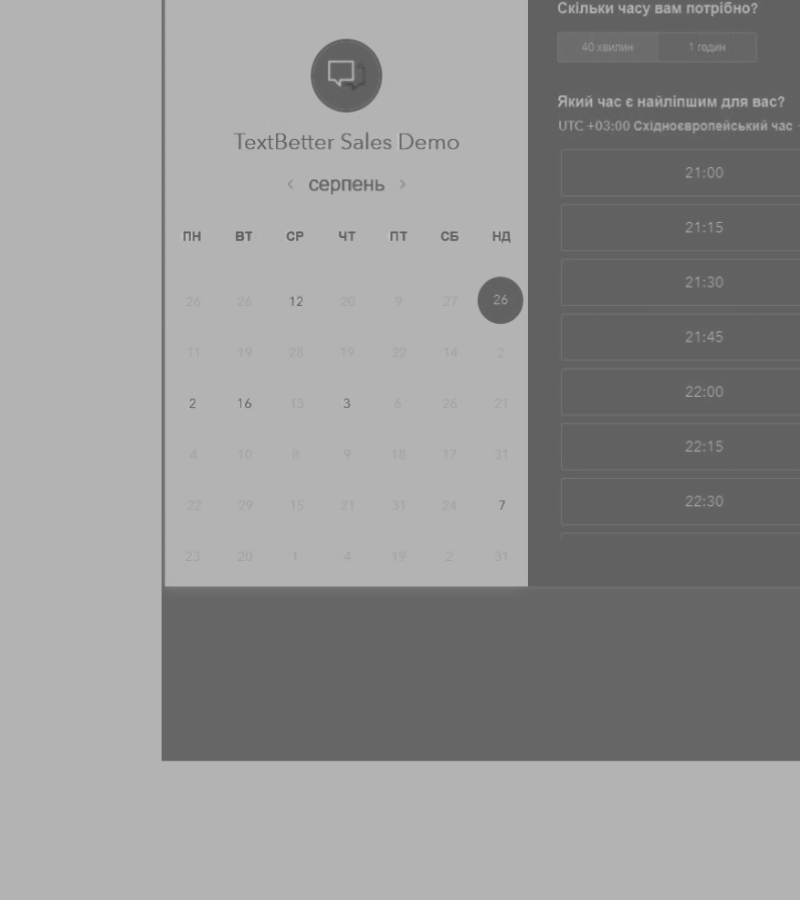 TextBetter Sales Demo
‹ серпень ›
ПН ВТ СР ЧТ ПТ СБ НД
26 26 12 20 9 27 26
11 19 28 19 22 14 2
2 16 13 3 6 26 21
4 10 8 9 18 17 31
22 29 15 21 31 24 7
23 20 1 4 19 2 31
Скільки часу вам потрібно?
40 хвилин 1 годин
Який час є найліпшим для вас?
UTC +03:00 Східноєвропейський час
21:00
21:15
21:30
21:45
22:00
22:15
22:30